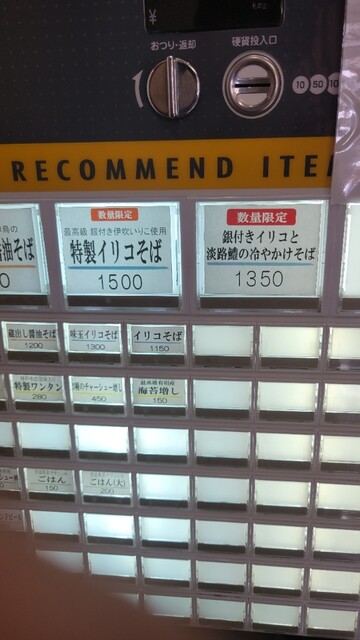 ¥
おつり・返却
硬貨投入口
10 50 10
RECOMMEND ITE
数量限定
最高級 銀付き伊吹いりこ使用
特製イリコそば
1500
数量限定
銀付きイリコと
淡路鱧の冷やかけそば
1350
油そば
0
蔵出し醤油そば
1200
味玉イリコそば
1300
イリコそば
1150
特製ワンタン
280
のチャーシュー増し
450
海苔増し
150
ごはん
150
ごはん(大)
200